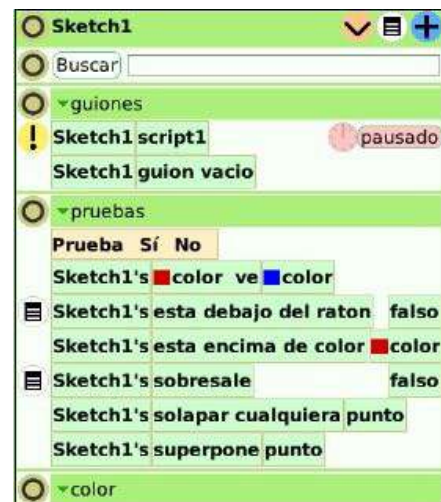 Sketch1
Buscar
guiones
Sketch1 script1 pausado
Sketch1 guion vacio
pruebas
Prueba Sí No
Sketch1's color ve color
Sketch1's esta debajo del raton falso
Sketch1's esta encima de color color
Sketch1's sobresale falso
Sketch1's solapar cualquiera punto
Sketch1's superpone punto
color